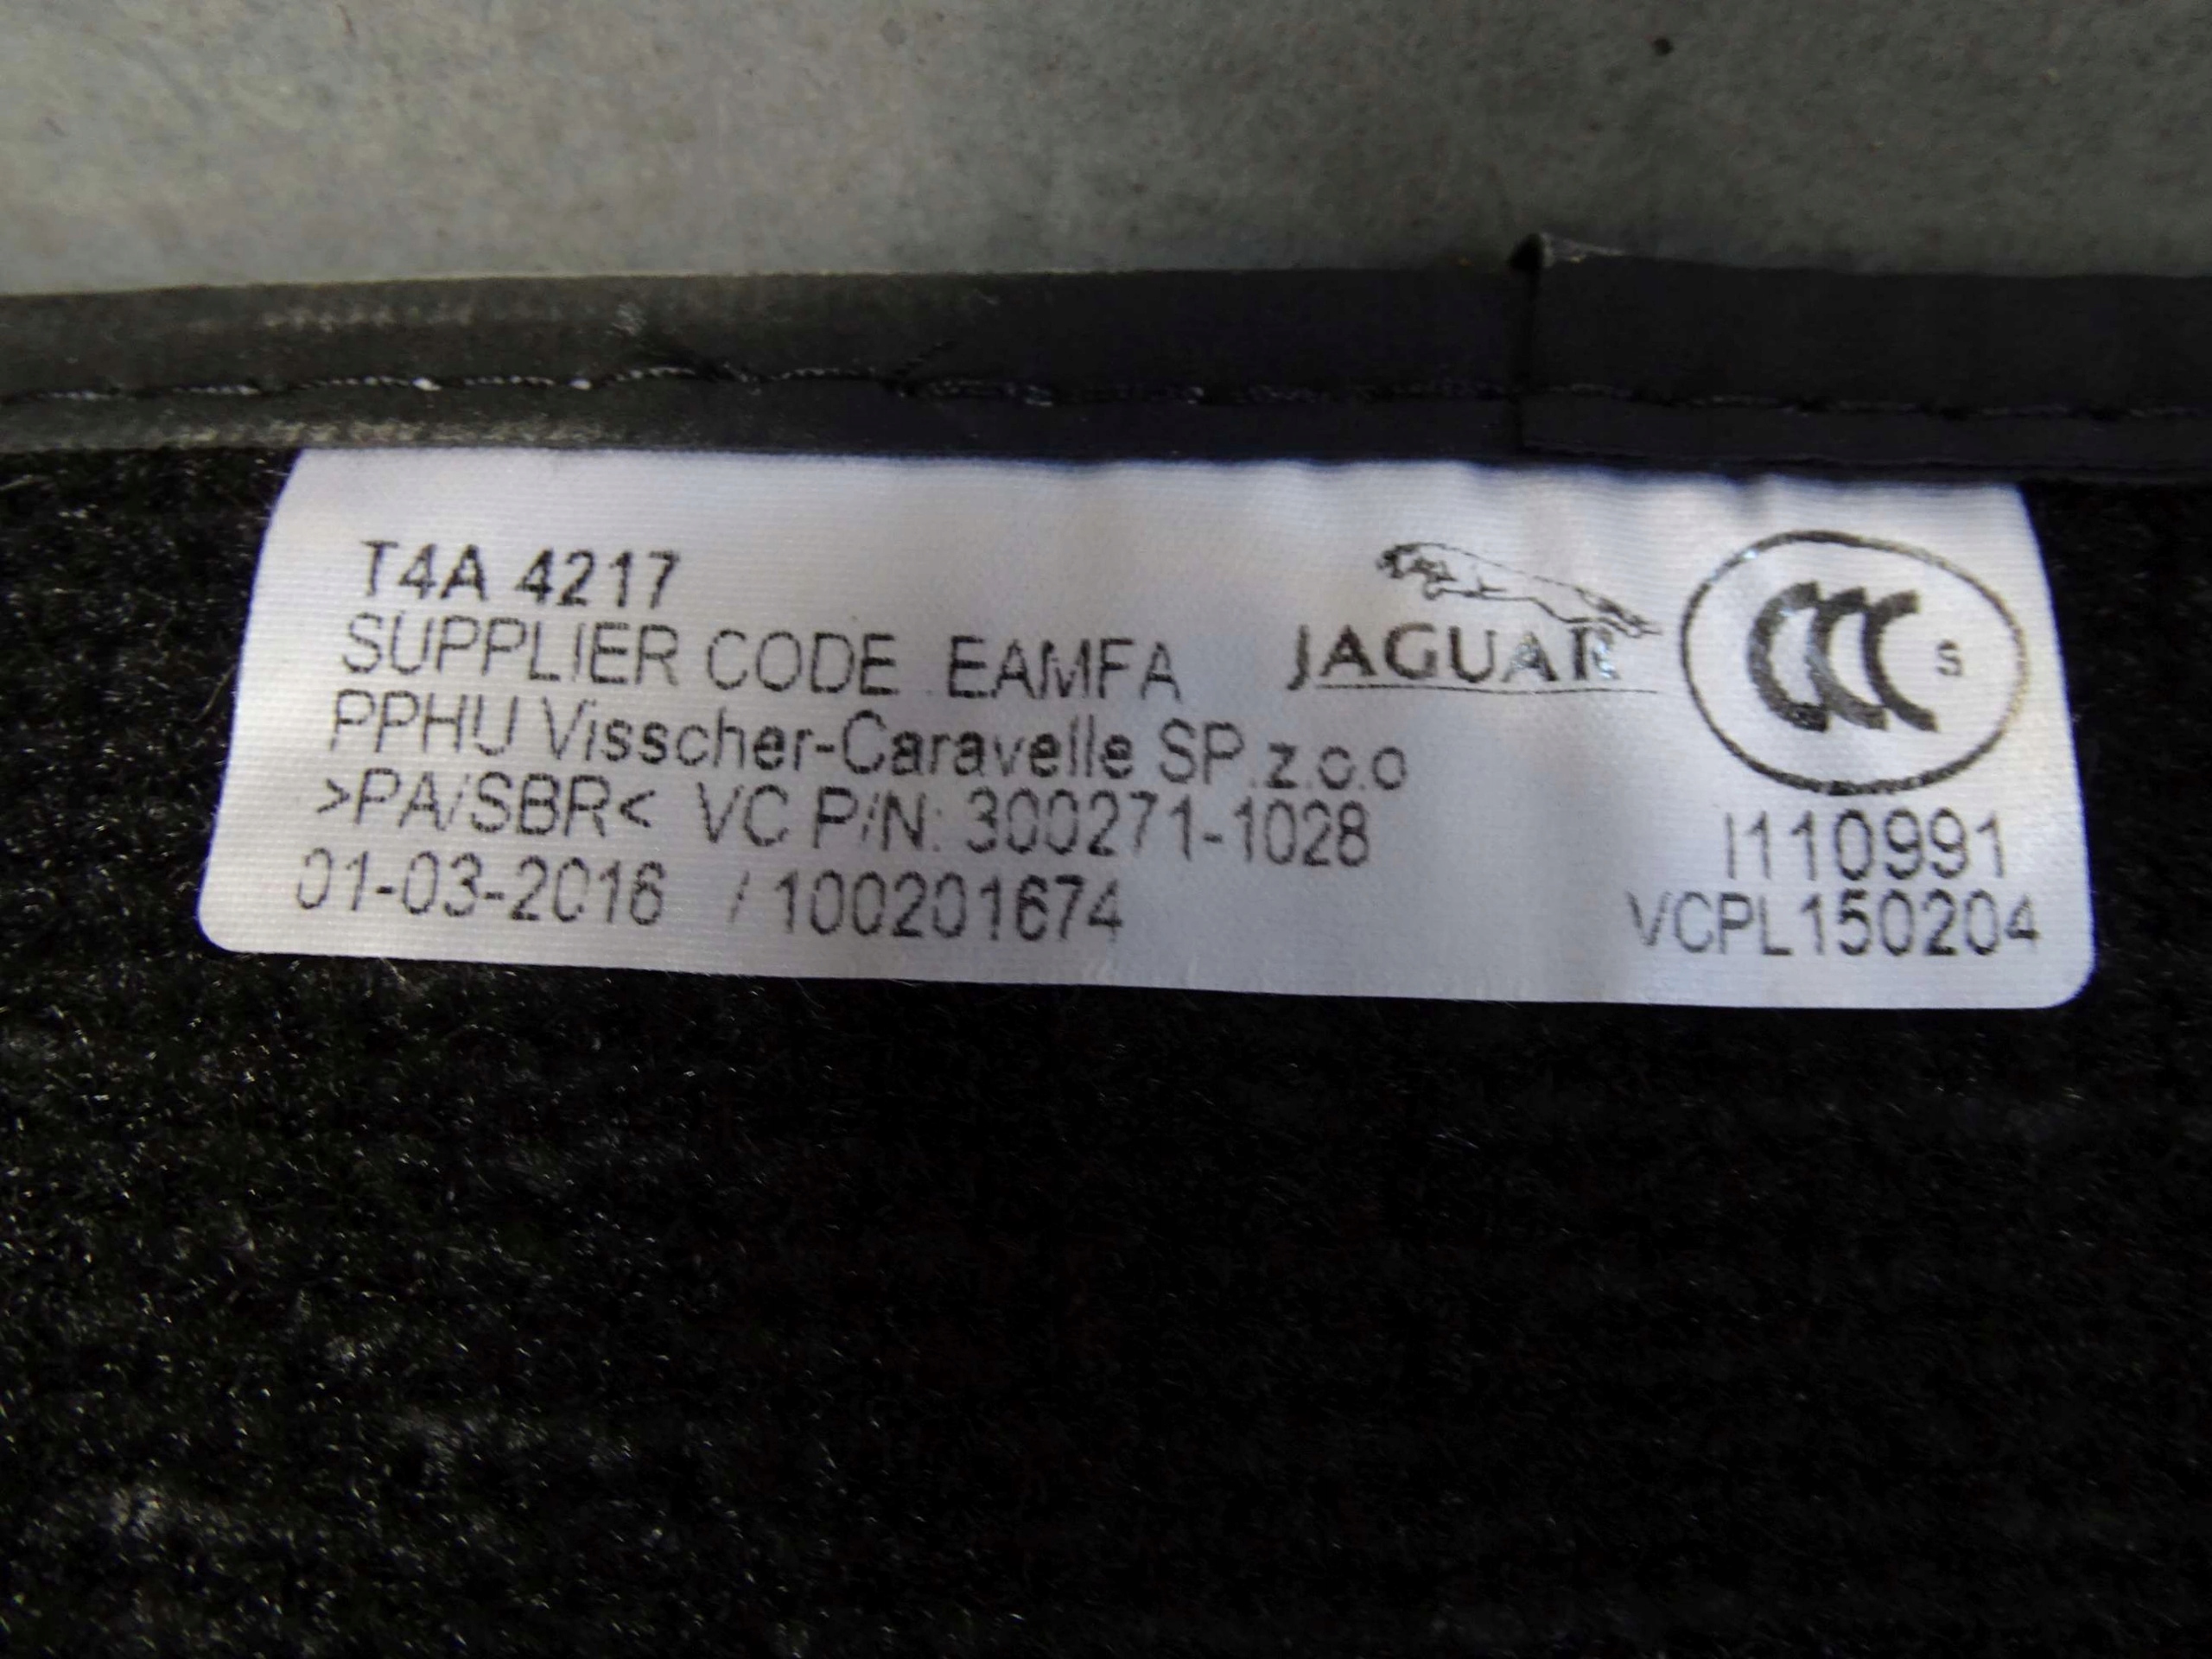 T4A 4217
SUPPLIER CODE EAMFA
PPHU Visscher-Caravelle SP.z.o.o
>PA/SBR< VC P/N: 300271-1028
01-03-2016 / 100201674
JAGUAR
CCC S
I110991
VCPL150204